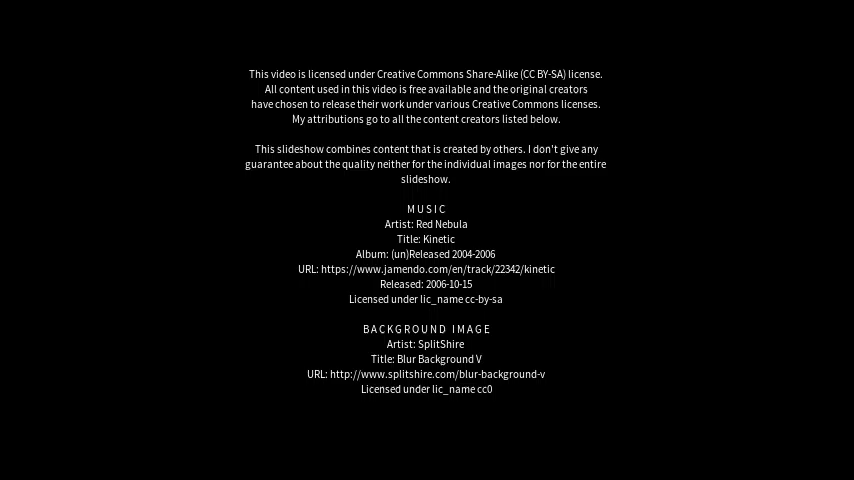 This video is licensed under Creative Commons Share-Alike (CC BY-SA) license.
All content used in this video is free available and the original creators
have chosen to release their work under various Creative Commons licenses.
My attributions go to all the content creators listed below.
This slideshow combines content that is created by others. I don't give any
guarantee about the quality neither for the individual images nor for the entire
slideshow.
MUSIC
Artist: Red Nebula
Title: Kinetic
Album: (un)Released 2004-2006
URL: https://www.jamendo.com/en/track/22342/kinetic
Released: 2006-10-15
Licensed under lic_name cc-by-sa
BACKGROUND IMAGE
Artist: SplitShire
Title: Blur Background V
URL: http://www.splitshire.com/blur-background-v
Licensed under lic_name cc0